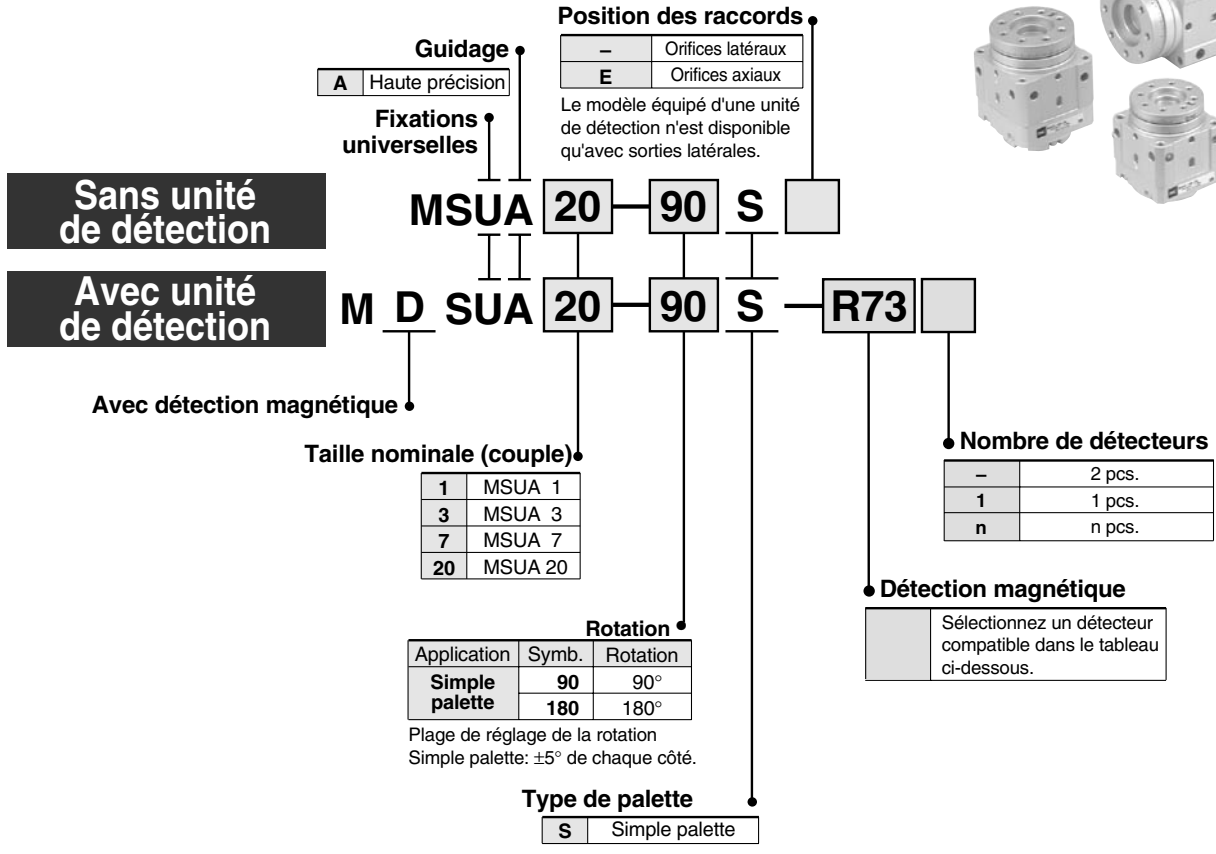 Position des raccords
– Orifices latéraux
E Orifices axiaux
Le modèle équipé d'une unité
de détection n'est disponible
qu'avec sorties latérales.
Guidage
A Haute précision
Fixations
universelles
Sans unité
de détection
MSUA 20 – 90 S
Avec unité
de détection
M D SUA 20 – 90 S – R73
Avec détection magnétique
Taille nominale (couple)
1 MSUA 1
3 MSUA 3
7 MSUA 7
20 MSUA 20
Nombre de détecteurs
– 2 pcs.
1 1 pcs.
n n pcs.
Détection magnétique
Sélectionnez un détecteur
compatible dans le tableau
ci-dessous.
Rotation
Application Symb. Rotation
Simple
palette
90 90°
180 180°
Plage de réglage de la rotation
Simple palette: ±5° de chaque côté.
Type de palette
S Simple palette